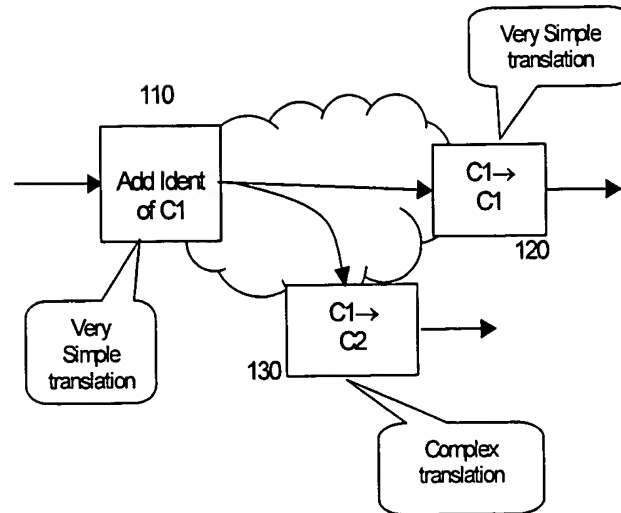 Very Simple
translation
110
Add Ident
of C1
C1→
C1
120
Very
Simple
translation
C1→
C2
130
Complex
translation